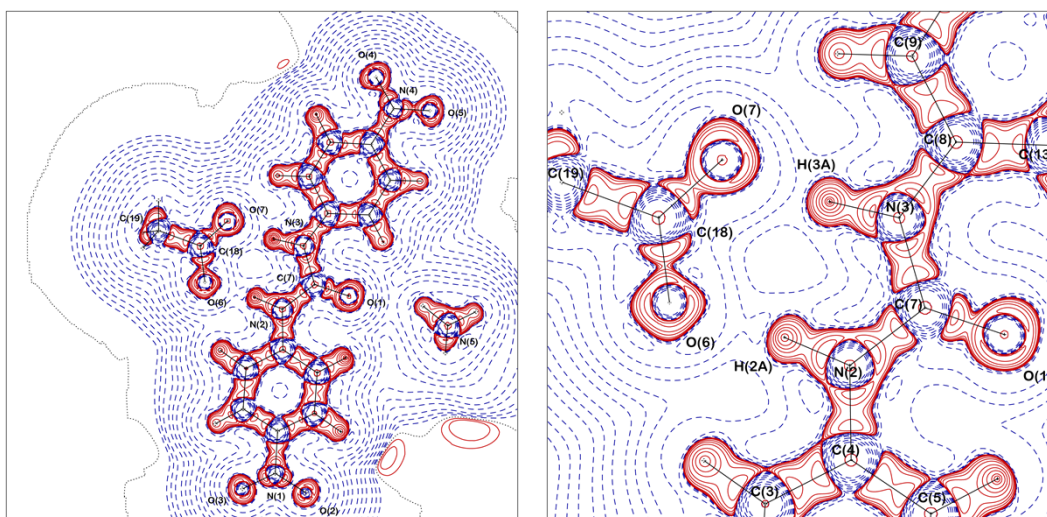 O(4)
N(4)
O(5)
N(3)
O(7)
C(19)
C(18)
C(7)
O(6)
O(1)
N(2)
N(5)
O(3)
N(1)
O(2)
C(9)
O(7)
C(8)
C(13
H(3A)
C(19)
N(3)
C(18)
C(7)
O(6)
H(2A)
N(2)
O(1
C(4)
C(3)
C(5)